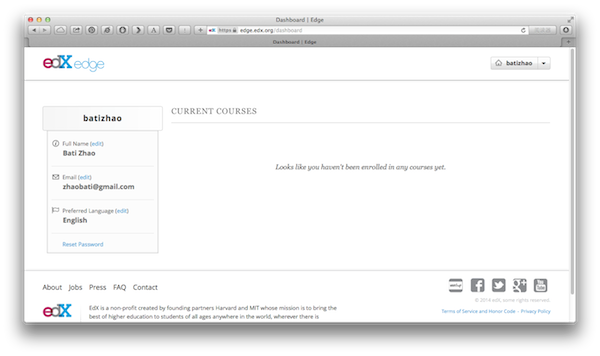 Dashboard | Edge
https edge.edx.org/dashboard
Dashboard | Edge
edX edge
batizhao
batizhao
CURRENT COURSES
Full Name (edit)
Bati Zhao
Looks like you haven't been enrolled in any courses yet.
Email (edit)
zhaobati@gmail.com
Preferred Language (edit)
English
Reset Password
About Jobs Press FAQ Contact
© 2014 edX, some rights reserved.
edX
EdX is a non-profit created by founding partners Harvard and MIT whose mission is to bring the
Terms of Service and Honor Code - Privacy Policy
best of higher education to students of all ages anywhere in the world, wherever there is